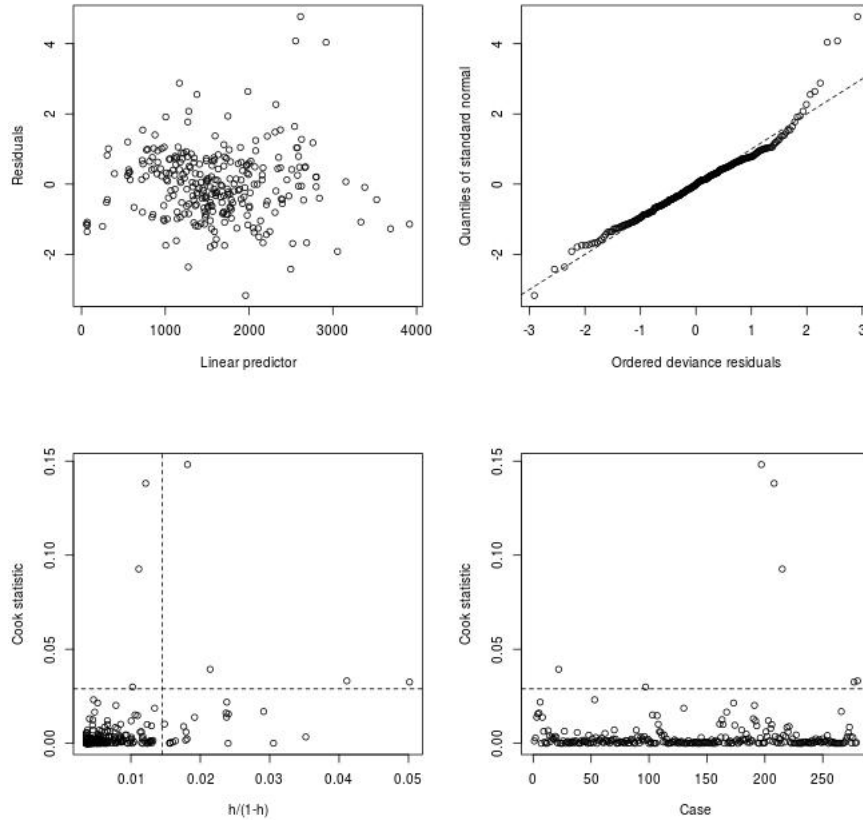 Residuals
-2 0 2 4
0 1000 2000 3000 4000
Linear predictor
Quantiles of standard normal
-2 0 2 4
-3 -2 -1 0 1 2 3
Ordered deviance residuals
Cook statistic
0.00 0.05 0.10 0.15
0.01 0.02 0.03 0.04 0.05
h/(1-h)
Cook statistic
0.00 0.05 0.10 0.15
0 50 100 150 200 250
Case